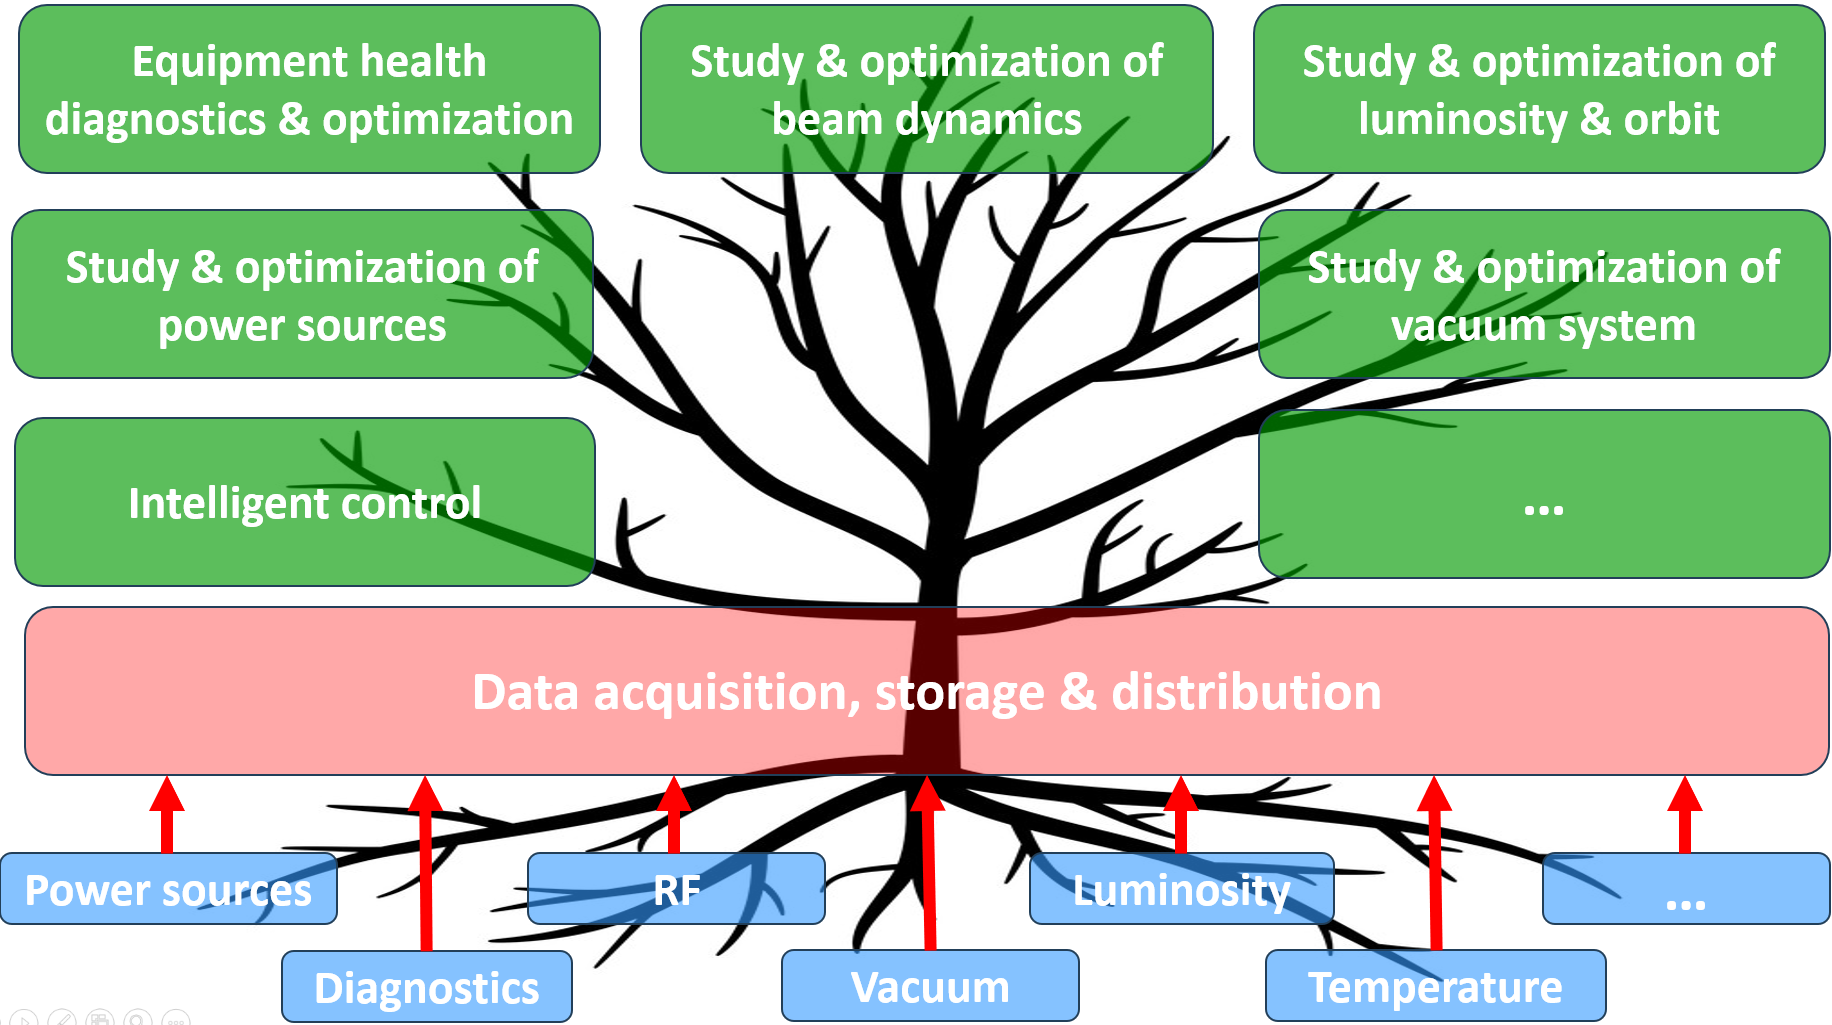 Equipment health
diagnostics & optimization
Study & optimization of
beam dynamics
Study & optimization of
luminosity & orbit
Study & optimization of
power sources
Study & optimization of
vacuum system
Intelligent control
...
Data acquisition, storage & distribution
Power sources
RF
Luminosity
...
Diagnostics
Vacuum
Temperature